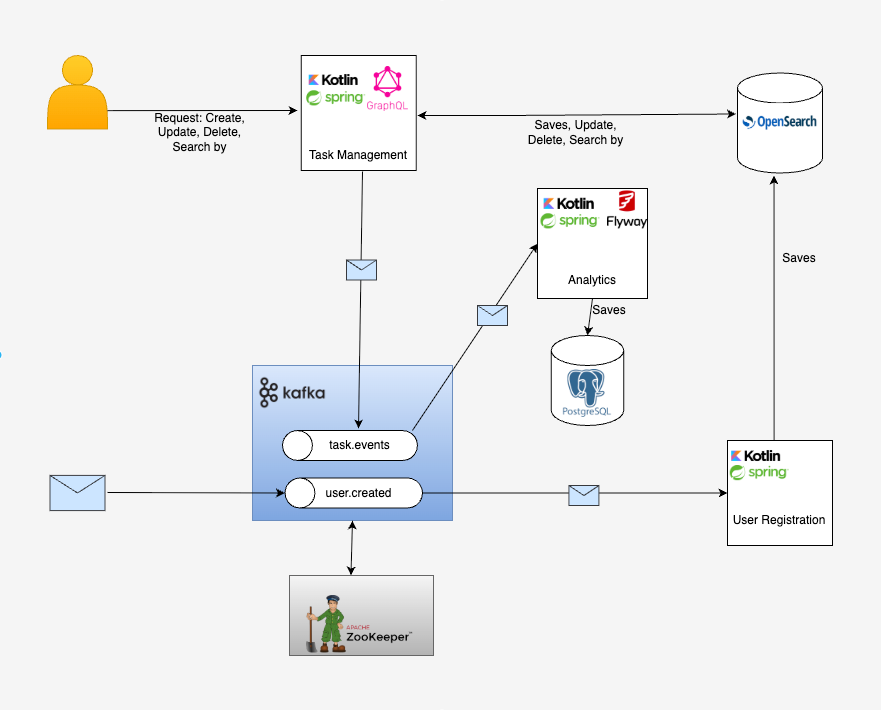 Kotlin
spring
GraphQL
Task Management
Request: Create,
Update, Delete,
Search by
Saves, Update,
Delete, Search by
OpenSearch
Kotlin
spring
Flyway
Analytics
Saves
Saves
PostgreSQL
kafka
task.events
user.created
Kotlin
spring
User Registration
APACHE
ZooKeeper™